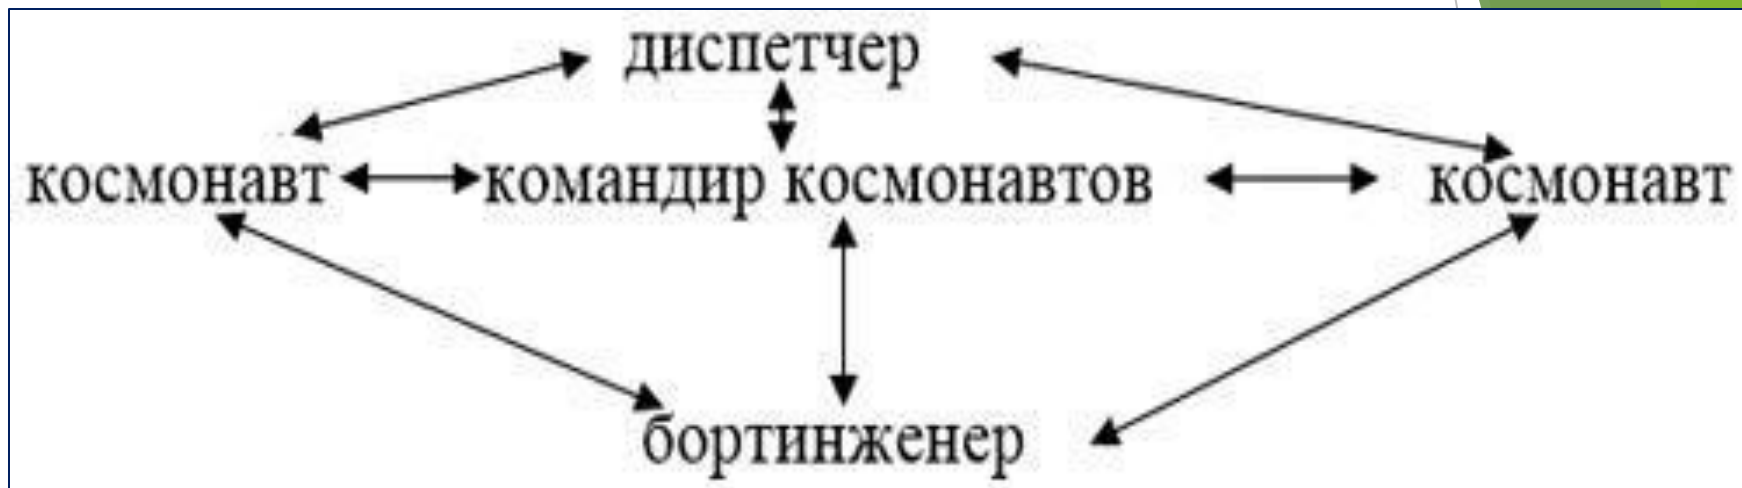 диспетчер
космонавт командир космонавтов космонавт
бортинженер